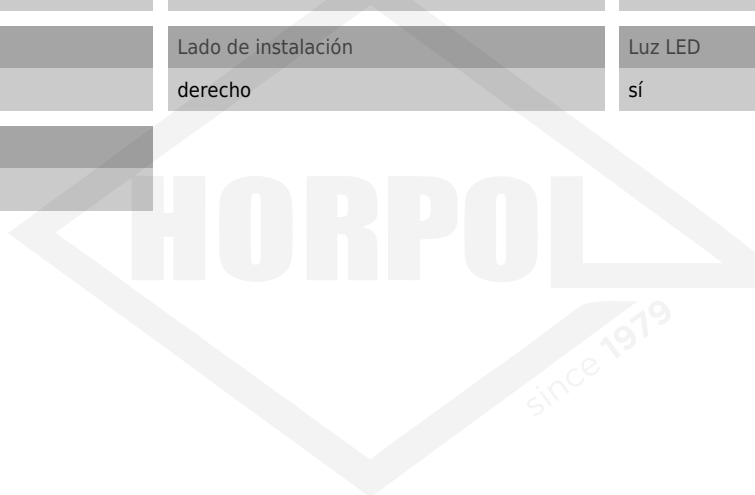 Lado de instalación
Luz LED
derecho
sí
HORPOL
since 1979